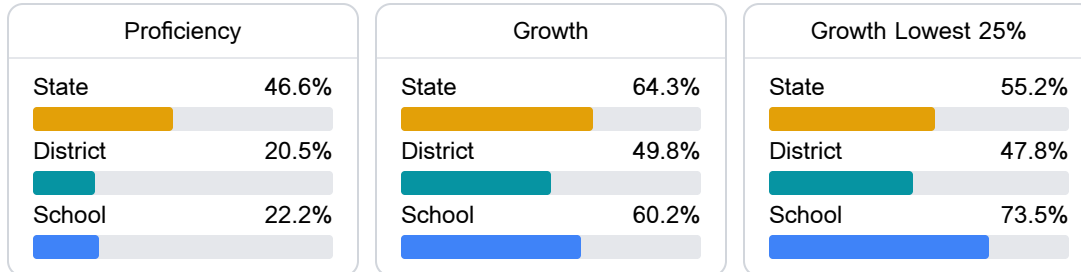 Proficiency
State 46.6%
District 20.5%
School 22.2%
Growth
State 64.3%
District 49.8%
School 60.2%
Growth Lowest 25%
State 55.2%
District 47.8%
School 73.5%